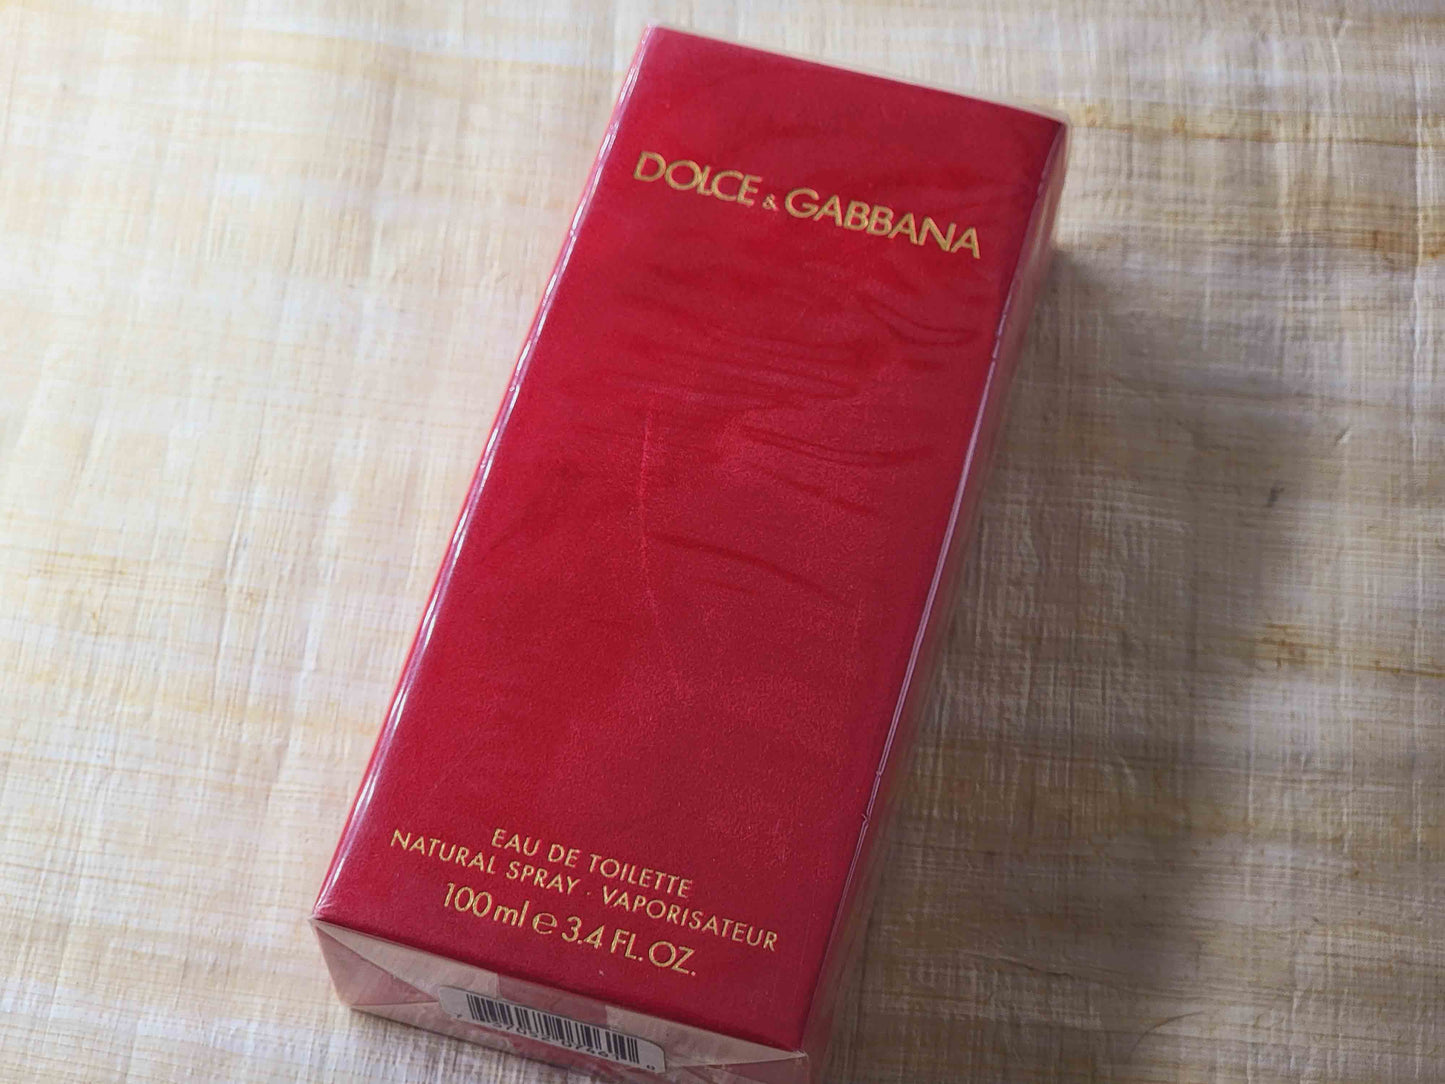 DOLCE & GABBANA
EAU DE TOILETTE
NATURAL SPRAY · VAPORISATEUR
100 ml ℮ 3.4 FL. OZ.